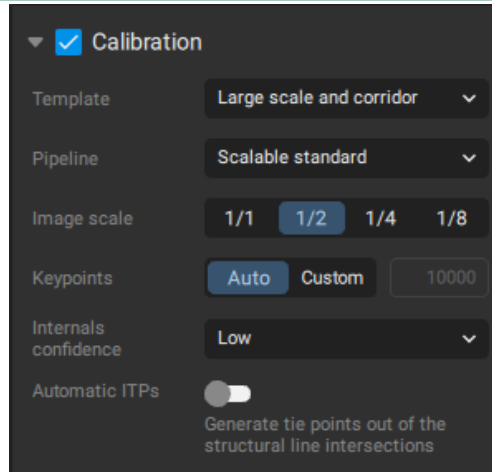 Calibration
Template
Large scale and corridor
Pipeline
Scalable standard
Image scale
1/1 1/2 1/4 1/8
Keypoints
Auto Custom 10000
Internals
confidence
Low
Automatic ITPs
Generate tie points out of the
structural line intersections